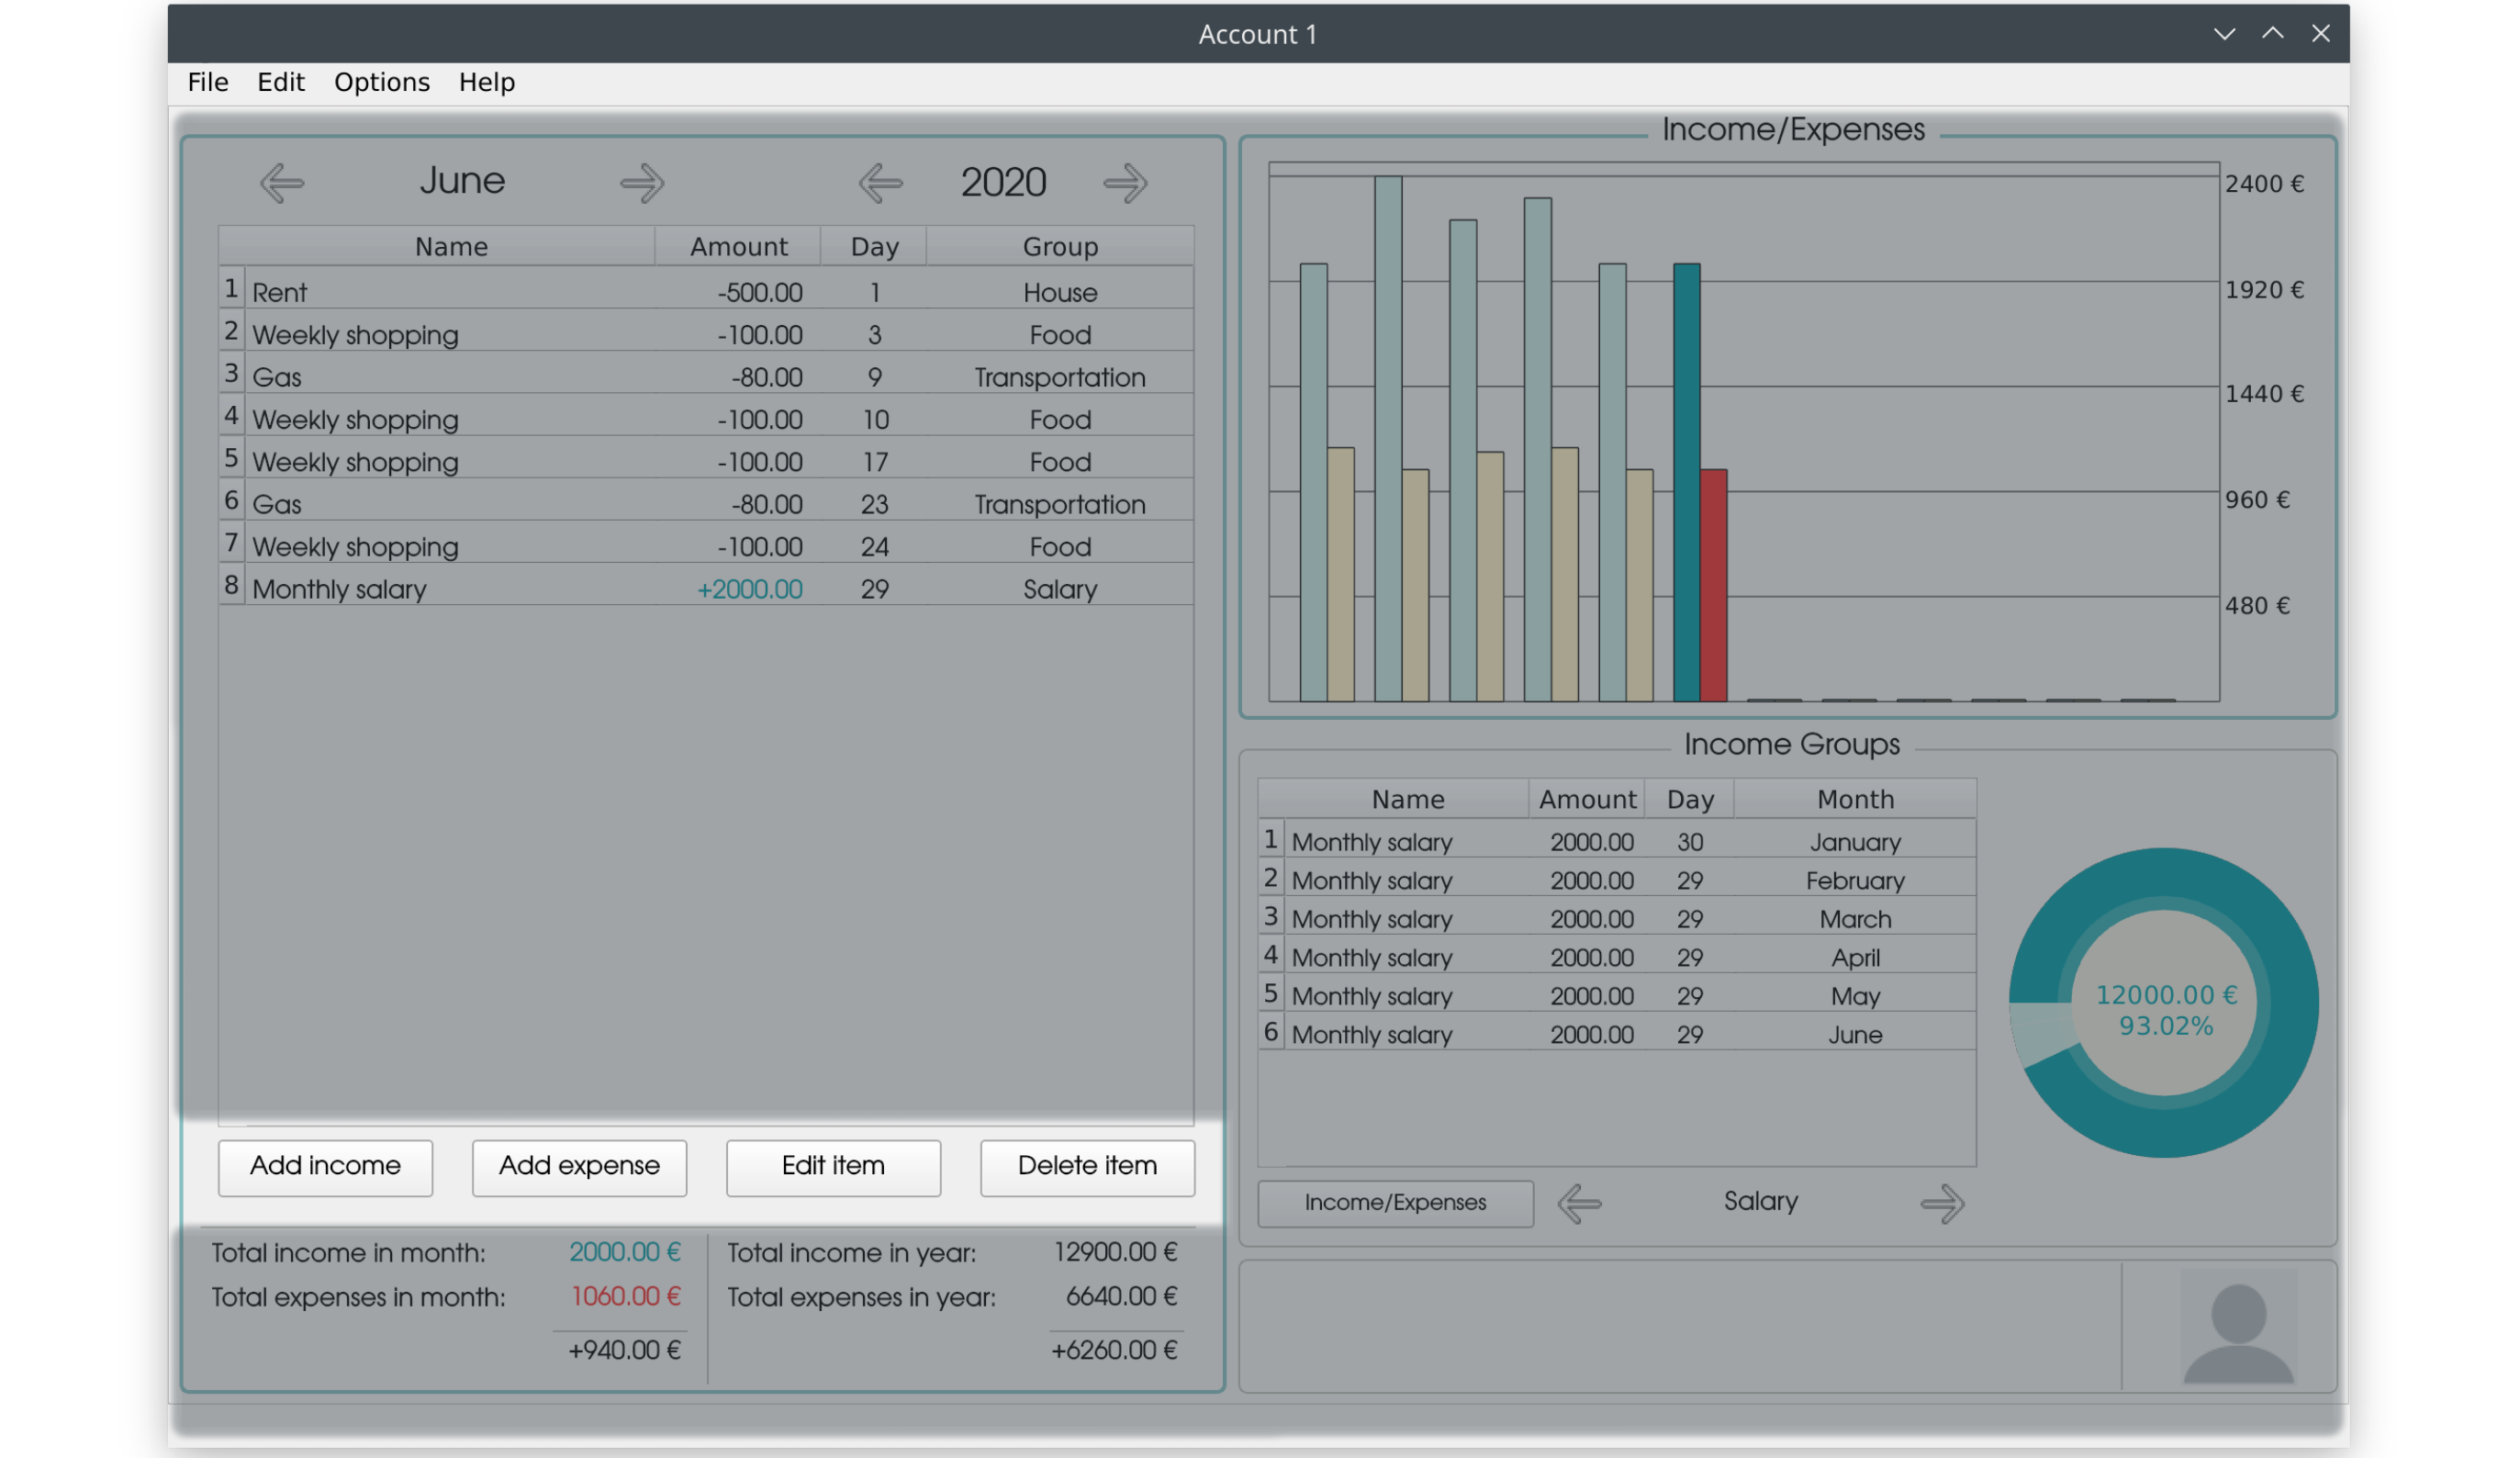 Account 1
File Edit Options Help
June 2020
Name Amount Day Group
1 Rent -500.00 1 House
2 Weekly shopping -100.00 3 Food
3 Gas -80.00 9 Transportation
4 Weekly shopping -100.00 10 Food
5 Weekly shopping -100.00 17 Food
6 Gas -80.00 23 Transportation
7 Weekly shopping -100.00 24 Food
8 Monthly salary +2000.00 29 Salary
Add income Add expense Edit item Delete item
Total income in month: 2000.00 € Total income in year: 12900.00 €
Total expenses in month: 1060.00 € Total expenses in year: 6640.00 €
+940.00 € +6260.00 €
Income/Expenses
2400 €
1920 €
1440 €
960 €
480 €
Income Groups
Name Amount Day Month
1 Monthly salary 2000.00 30 January
2 Monthly salary 2000.00 29 February
3 Monthly salary 2000.00 29 March
4 Monthly salary 2000.00 29 April
5 Monthly salary 2000.00 29 May
6 Monthly salary 2000.00 29 June
12000.00 €
93.02%
Income/Expenses Salary